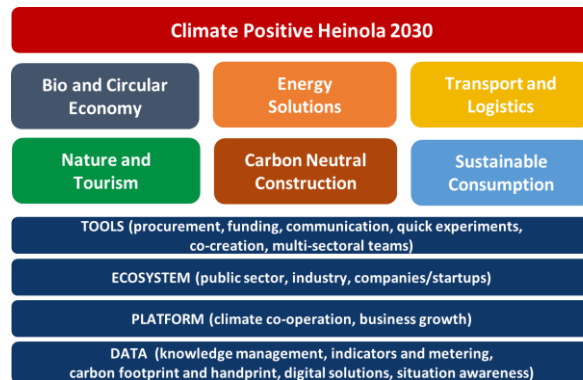 Climate Positive Heinola 2030
Bio and Circular
Economy
Energy
Solutions
Transport and
Logistics
Nature and
Tourism
Carbon Neutral
Construction
Sustainable
Consumption
TOOLS (procurement, funding, communication, quick experiments,
co-creation, multi-sectoral teams)
ECOSYSTEM (public sector, industry, companies/startups)
PLATFORM (climate co-operation, business growth)
DATA (knowledge management, indicators and metering,
carbon footprint and handprint, digital solutions, situation awareness)